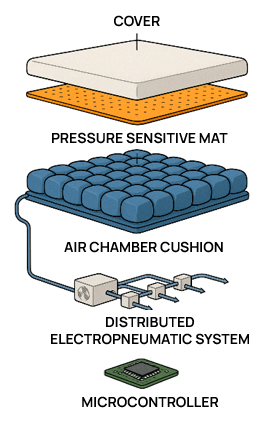 COVER
PRESSURE SENSITIVE MAT
AIR CHAMBER CUSHION
DISTRIBUTED
ELECTROPNEUMATIC SYSTEM
MICROCONTROLLER